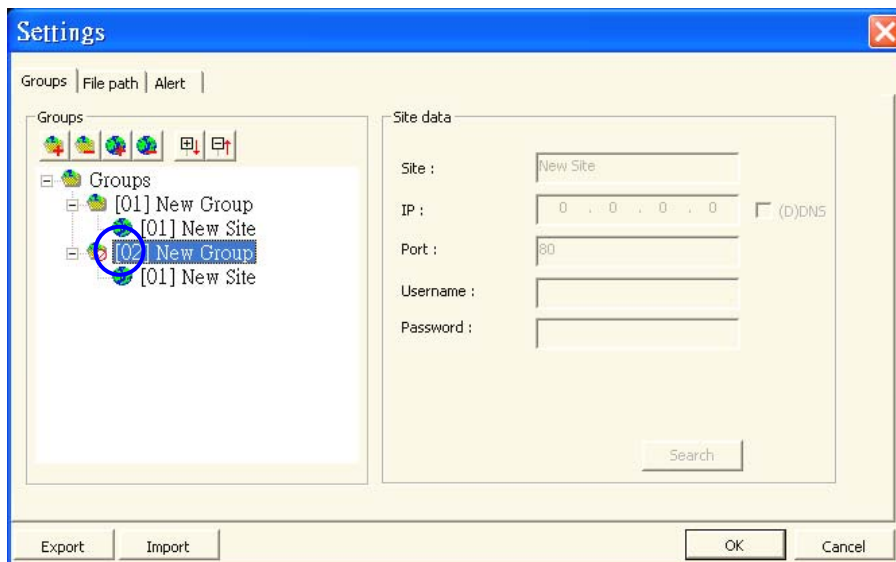 Settings
Groups File path Alert
Groups
Groups
[01] New Group
[01] New Site
[02] New Group
[01] New Site
Site data
Site : New Site
IP : 0 . 0 . 0 . 0 (D)DNS
Port : 80
Username :
Password :
Search
Export Import OK Cancel